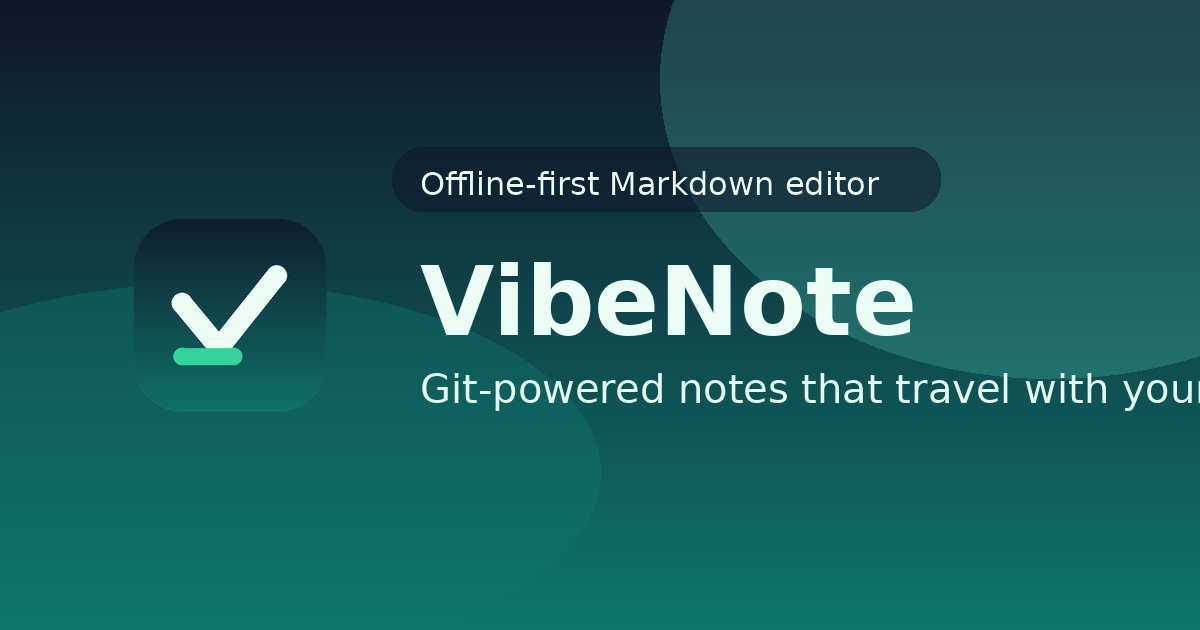 Offline-first Markdown editor
VibeNote
Git-powered notes that travel with your